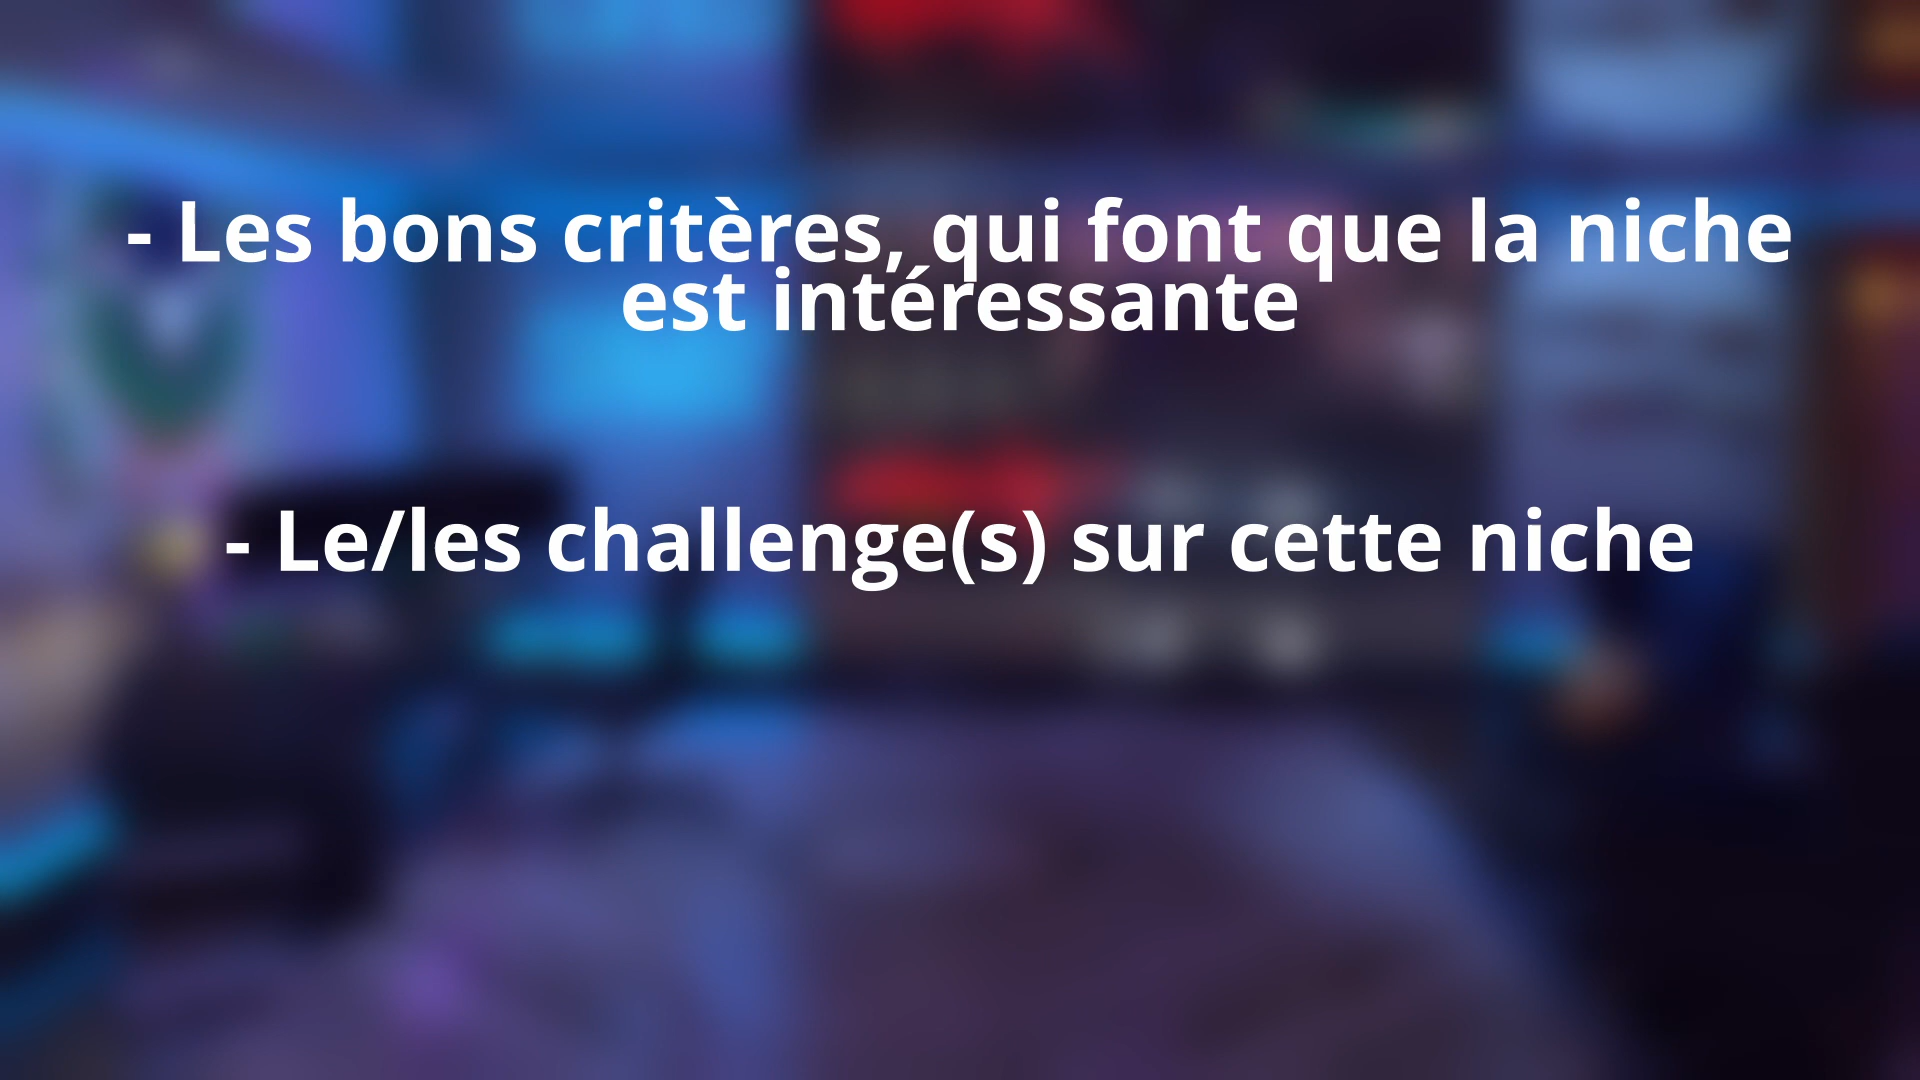 - Les bons critères, qui font que la niche
est intéressante
- Le/les challenge(s) sur cette niche